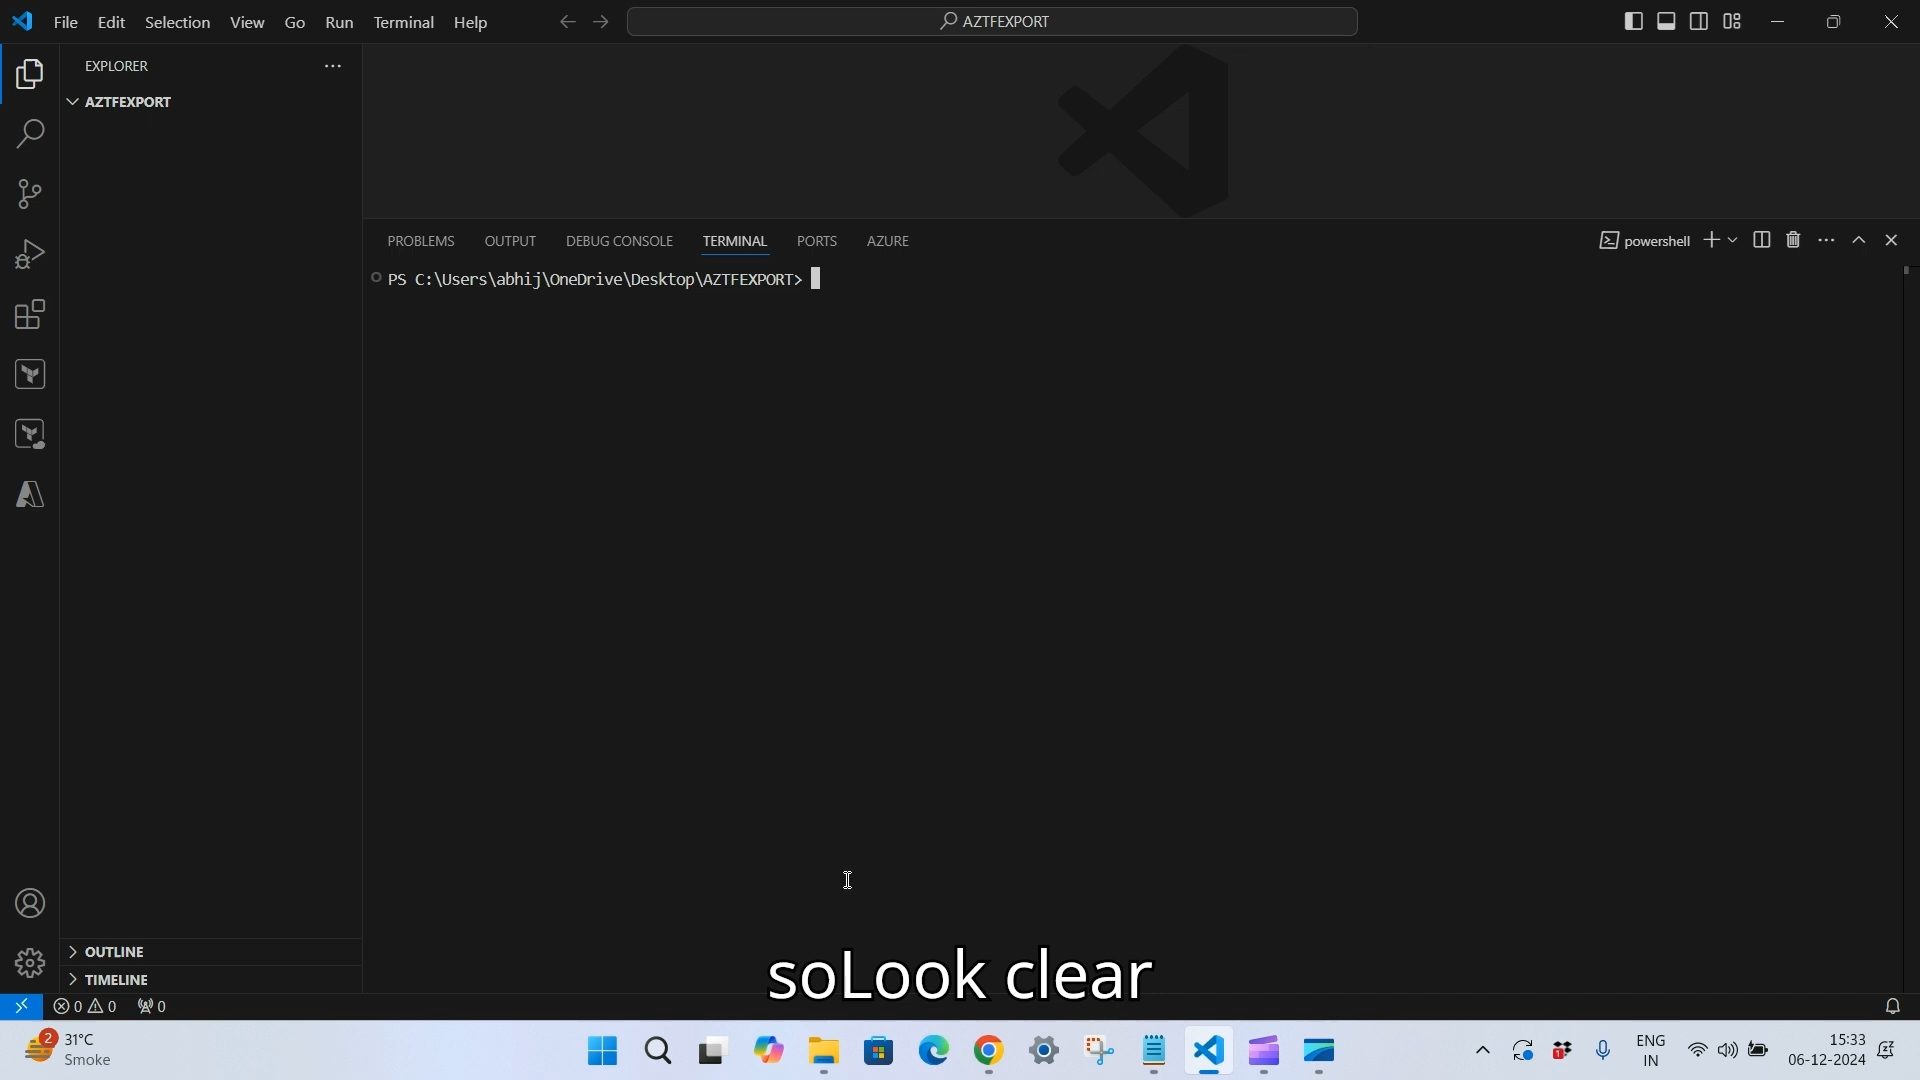 File Edit Selection View Go Run Terminal Help
AZTFEXPORT
EXPLORER
AZTFEXPORT
PROBLEMS OUTPUT DEBUG CONSOLE TERMINAL PORTS AZURE
powershell
PS C:\Users\abhij\OneDrive\Desktop\AZTFEXPORT>
OUTLINE
TIMELINE
soLook clear
0 0 0
2
31°C
Smoke
1
ENG
IN
15:33
06-12-2024